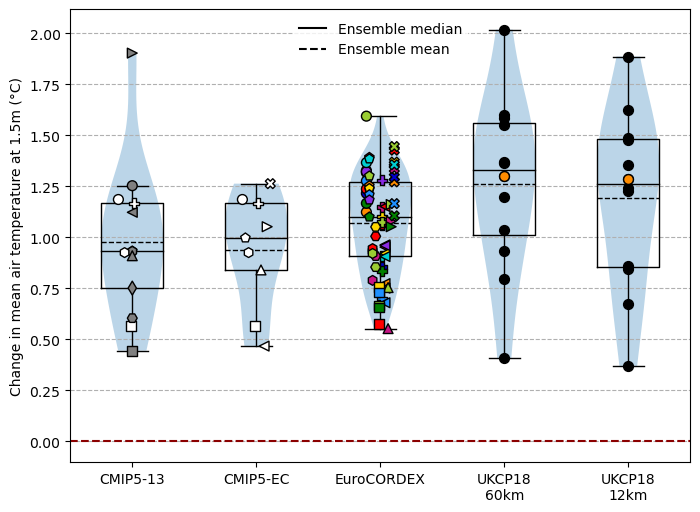 Ensemble median
Ensemble mean
Change in mean air temperature at 1.5m (°C)
2.00
1.75
1.50
1.25
1.00
0.75
0.50
0.25
0.00
CMIP5-13
CMIP5-EC
EuroCORDEX
UKCP18
60km
UKCP18
12km